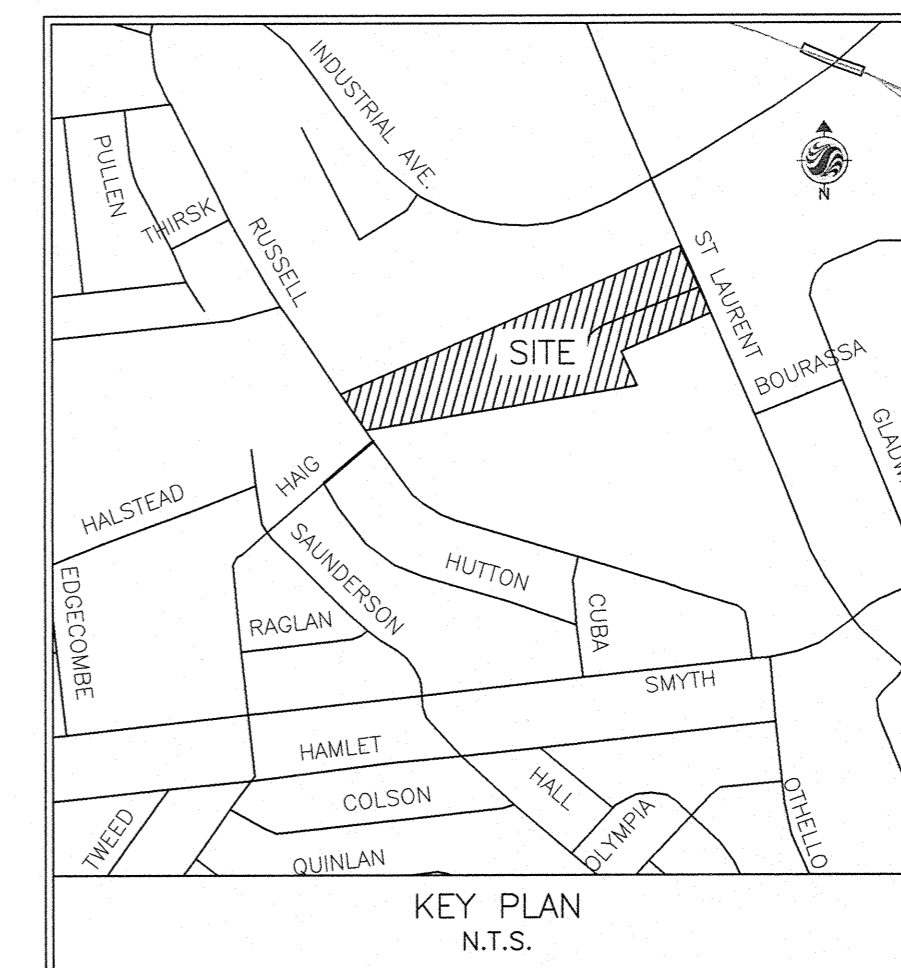 INDUSTRIAL AVE.
PULLEN
THIRSK
RUSSELL
N
ST LAURENT
SITE
BOURASSA
HAIG
HALSTEAD
SAUNDERSON
HUTTON
EDGECOMBE
RAGLAN
CUBA
SMYTH
HAMLET
HALL
COLSON
OTHELLO
TWEED
OLYMPIA
QUINLAN
KEY PLAN
N.T.S.